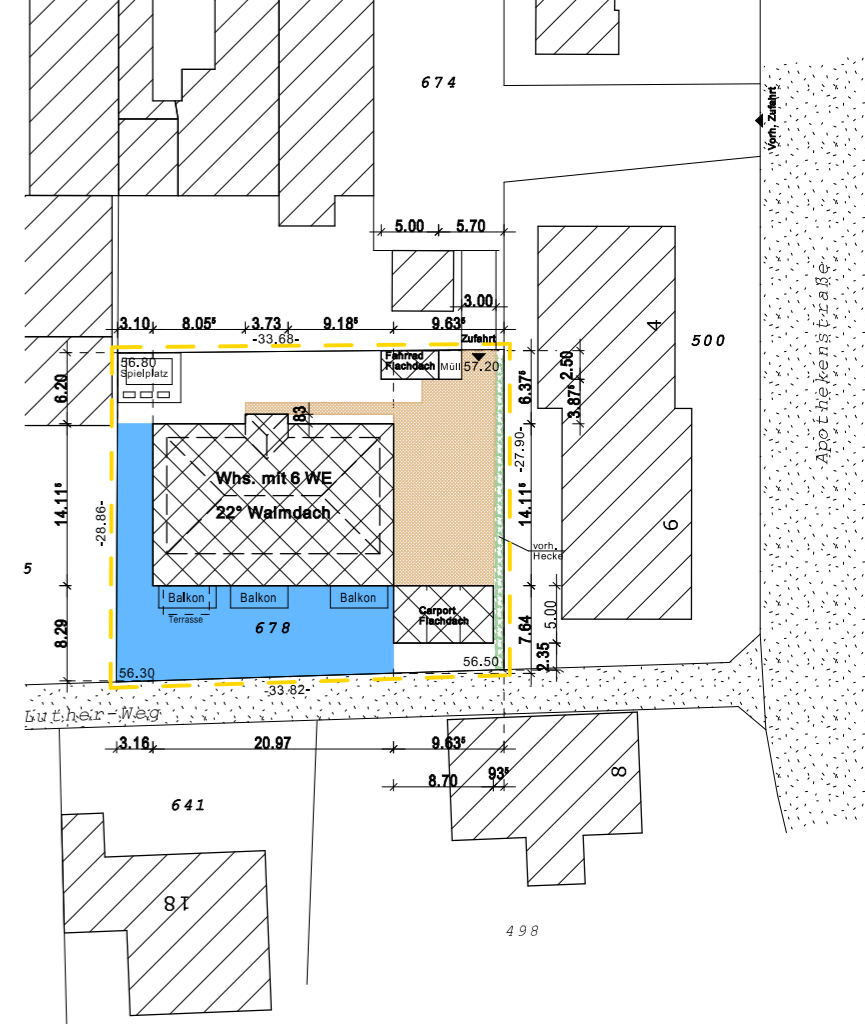 674
Vorh. Zufahrt
5.00
5.70
3.00
4
500
Apothekenstraße
3.10
8.05⁵
3.73
9.18⁵
9.63⁵
-33.68-
Zufahrt
56.80
Spielplatz
Fahrrad
Flachdach
Müll
57.20
6.20
6.37⁵
2.50
3.87⁵
83
-27.90-
Whs. mit 6 WE
22° Walmdach
14.11⁵
-28.86-
14.11⁵
6
vorh.
Hecke
5
Balkon
Balkon
Balkon
Terrasse
Carport
Flachdach
678
8.29
7.64
5.00
2.35
56.30
56.50
-33.82-
Luther-Weg
3.16
20.97
9.63⁵
8.70
93⁵
8
641
18
498